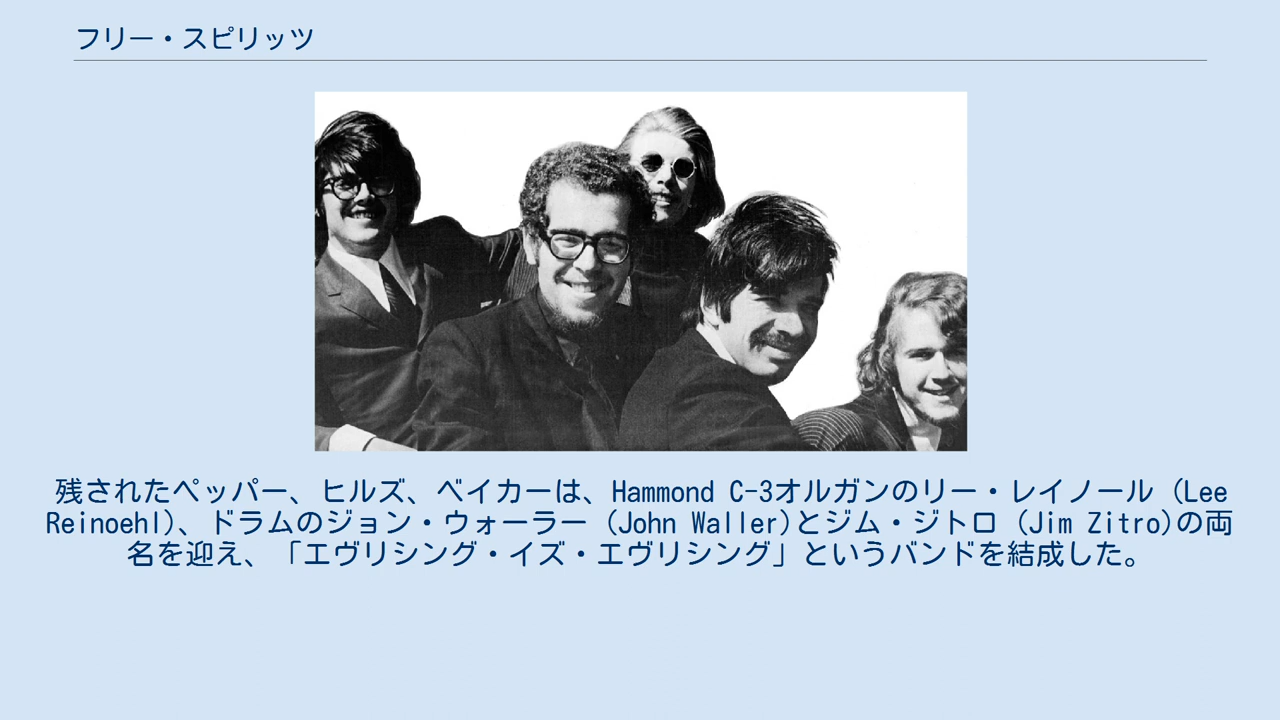 フリー・スピリッツ
残されたペッパー、ヒルズ、ベイカーは、Hammond C-3オルガンのリー・レイノール (Lee
Reinoehl)、ドラムのジョン・ウォーラー (John Waller)とジム・ジトロ (Jim Zitro)の両
名を迎え、「エヴリシング・イズ・エヴリシング」というバンドを結成した。